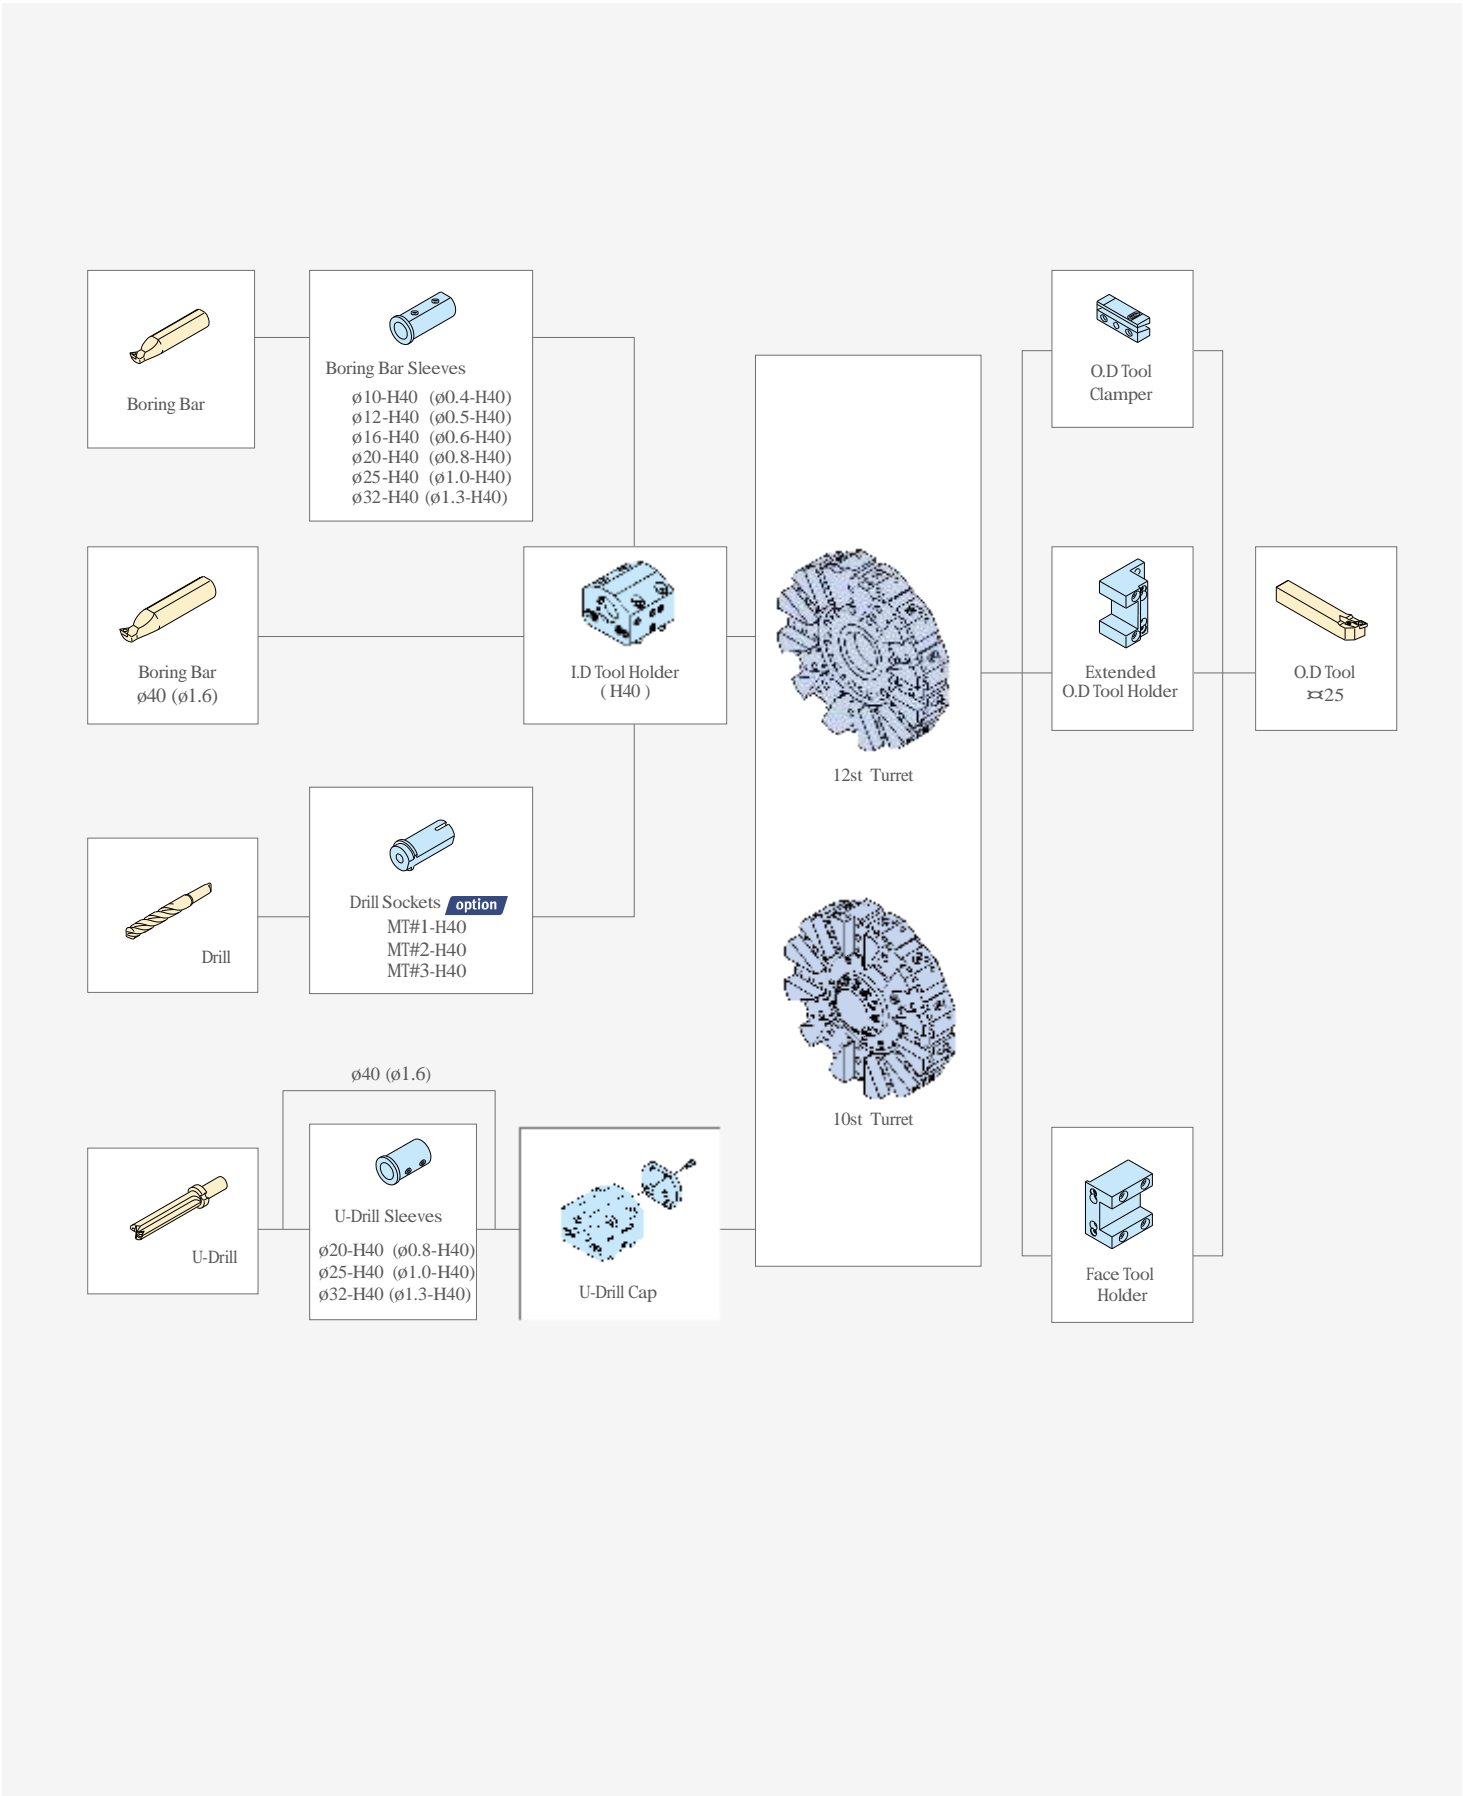 Boring Bar
Boring Bar Sleeves
ø10-H40 (ø0.4-H40)
ø12-H40 (ø0.5-H40)
ø16-H40 (ø0.6-H40)
ø20-H40 (ø0.8-H40)
ø25-H40 (ø1.0-H40)
ø32-H40 (ø1.3-H40)
O.D Tool
Clamper
Boring Bar
ø40 (ø1.6)
I.D Tool Holder
( H40 )
12st Turret
Extended
O.D Tool Holder
O.D Tool
¤25
Drill
Drill Sockets option
MT#1-H40
MT#2-H40
MT#3-H40
10st Turret
ø40 (ø1.6)
U-Drill
U-Drill Sleeves
ø20-H40 (ø0.8-H40)
ø25-H40 (ø1.0-H40)
ø32-H40 (ø1.3-H40)
U-Drill Cap
Face Tool
Holder